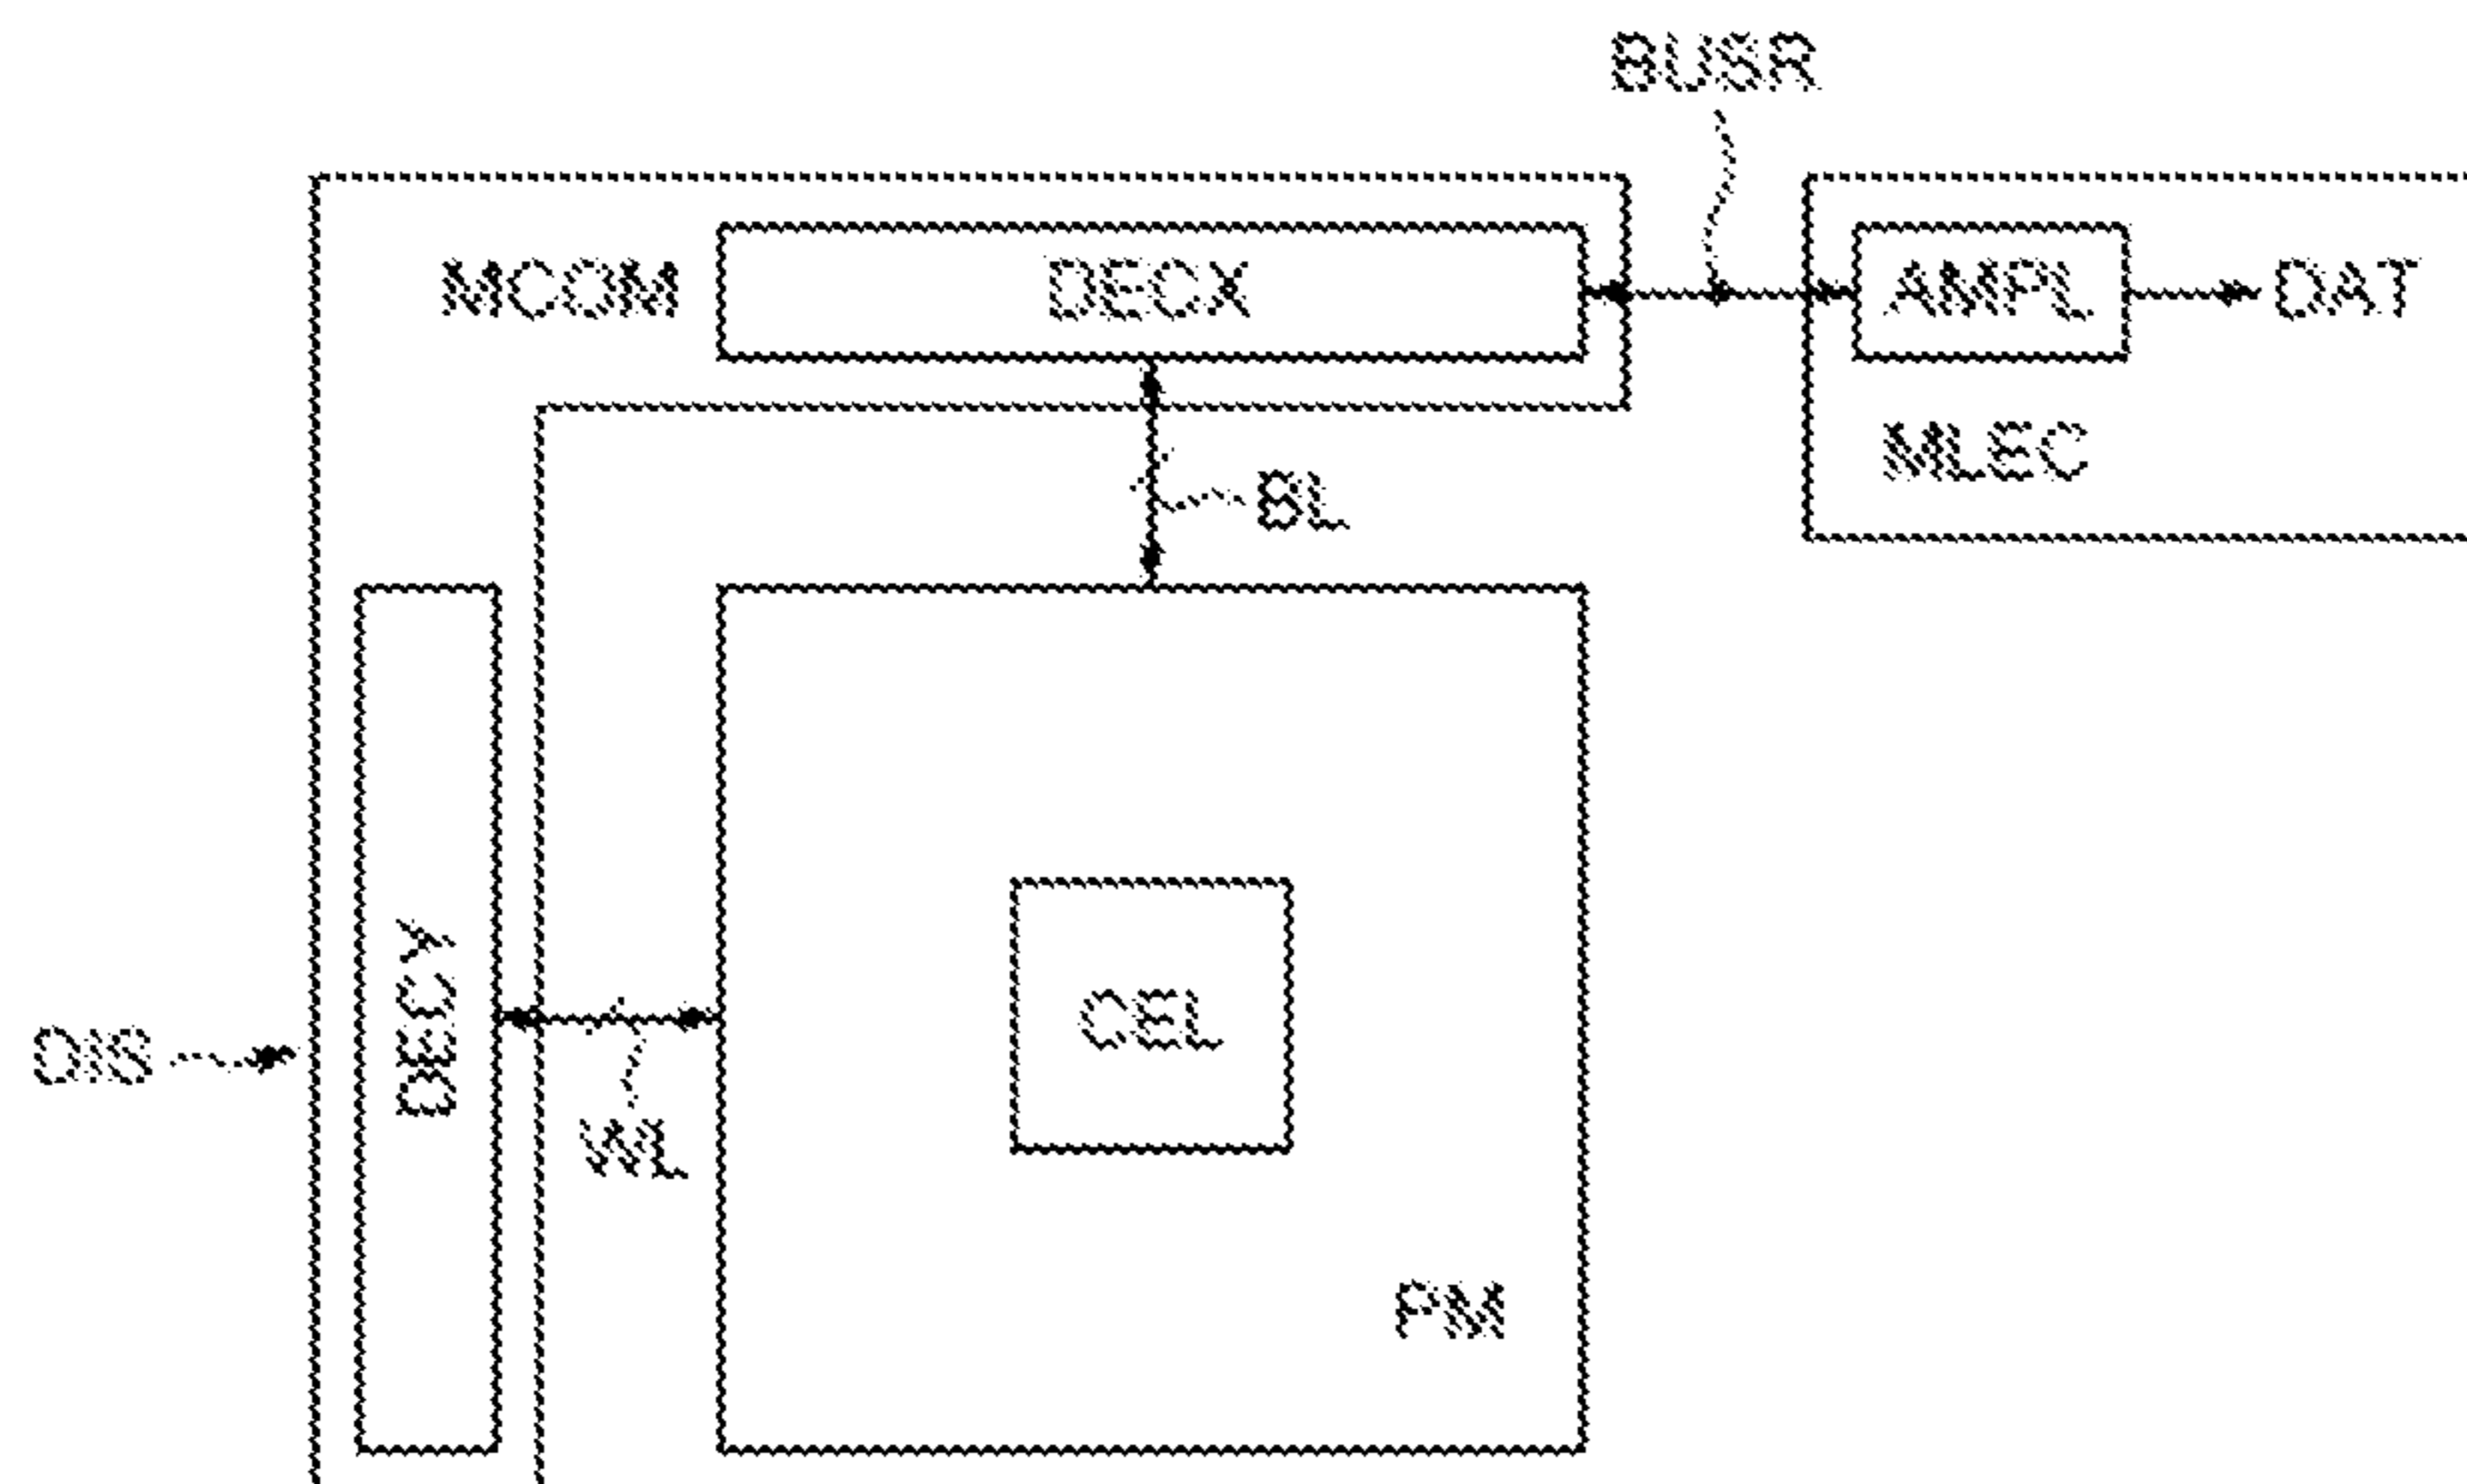 BUSR
MCOM
DECX
AMPL
DAT
MLEC
BL
DECY
CEL
DIS
WL
PM